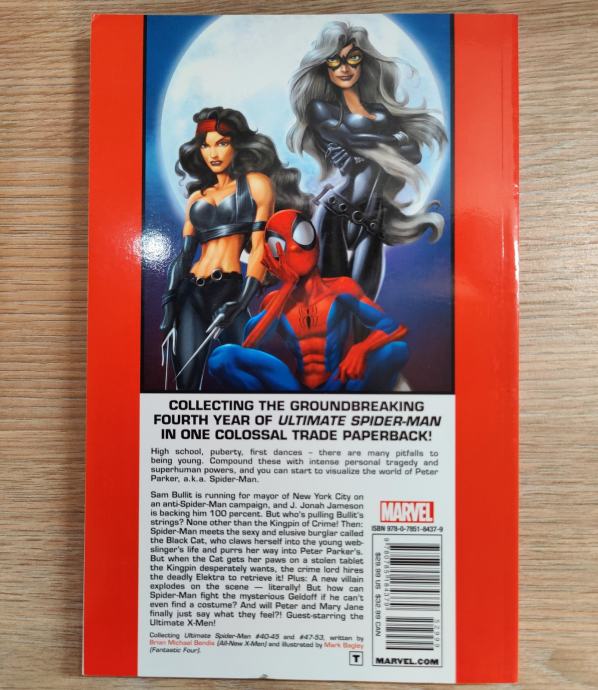 COLLECTING THE GROUNDBREAKING
FOURTH YEAR OF ULTIMATE SPIDER-MAN
IN ONE COLOSSAL TRADE PAPERBACK!
High school, puberty, first dances – there are many pitfalls to
being young. Compound these with intense personal tragedy and
superhuman powers, and you can start to visualize the world of Peter
Parker, a.k.a. Spider-Man.
Sam Bullit is running for mayor of New York City on
an anti-Spider-Man campaign, and J. Jonah Jameson
is backing him 100 percent. But who's pulling Bullit's
strings? None other than the Kingpin of Crime! Then:
Spider-Man meets the sexy and elusive burglar called
the Black Cat, who claws herself into the young web-
slinger's life and purrs her way into Peter Parker's.
But when the Cat gets her paws on a stolen tablet
the Kingpin desperately wants, the crime lord hires
the deadly Elektra to retrieve it! Plus: A new villain
explodes on the scene — literally! But how can
Spider-Man fight the mysterious Geldoff if he can't
even find a costume? And will Peter and Mary Jane
finally just say what they feel?! Guest-starring the
Ultimate X-Men!
Collecting Ultimate Spider-Man #40-45 and #47-53, written by
Brian Michael Bendis (All-New X-Men) and illustrated by Mark Bagley
(Fantastic Four).
T
MARVEL
ISBN 978-0-7851-8437-9
9 780785 184379
52999
$29.99 US $32.99 CAN
MARVEL.COM